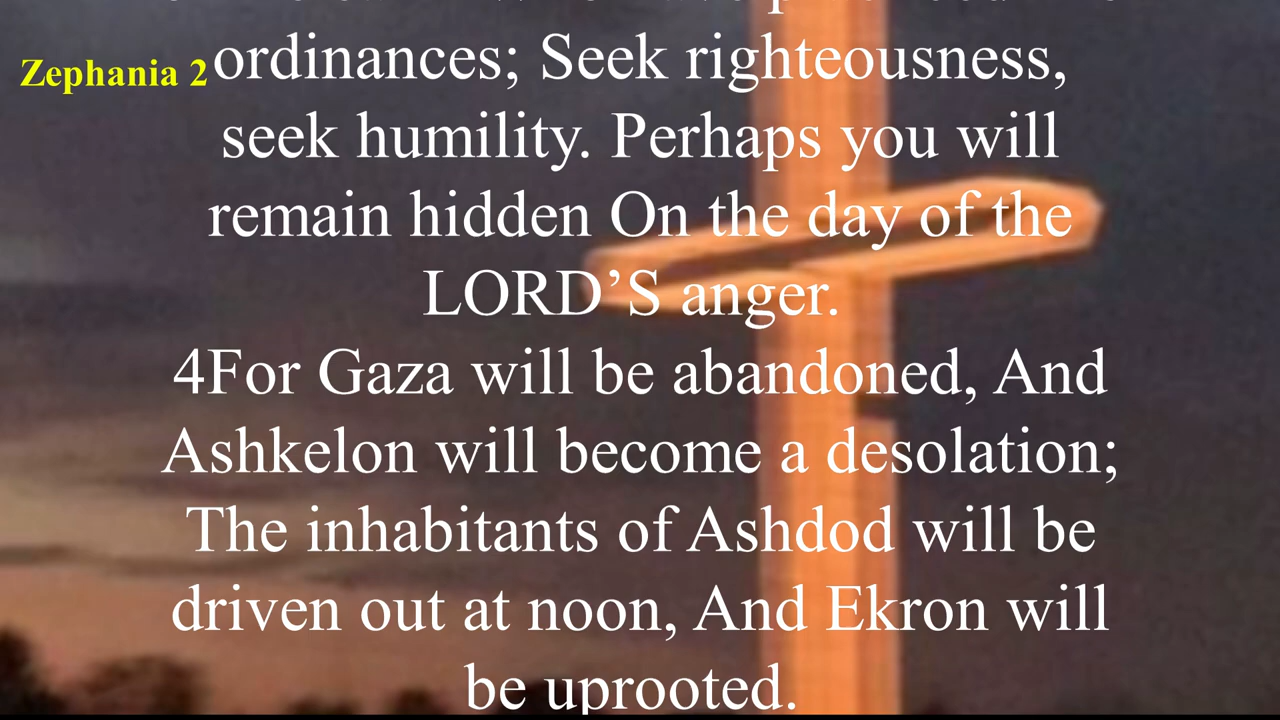 Zephania 2
ordinances; Seek righteousness,
seek humility. Perhaps you will
remain hidden On the day of the
LORD’S anger.
4For Gaza will be abandoned, And
Ashkelon will become a desolation;
The inhabitants of Ashdod will be
driven out at noon, And Ekron will
be uprooted.